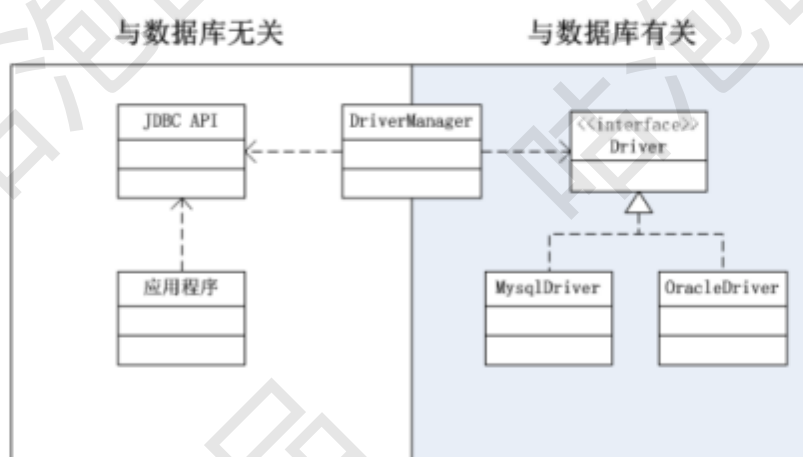 与数据库无关
与数据库有关
JDBC API
DriverManager
<<interface>>
Driver
应用程序
MysqlDriver
OracleDriver